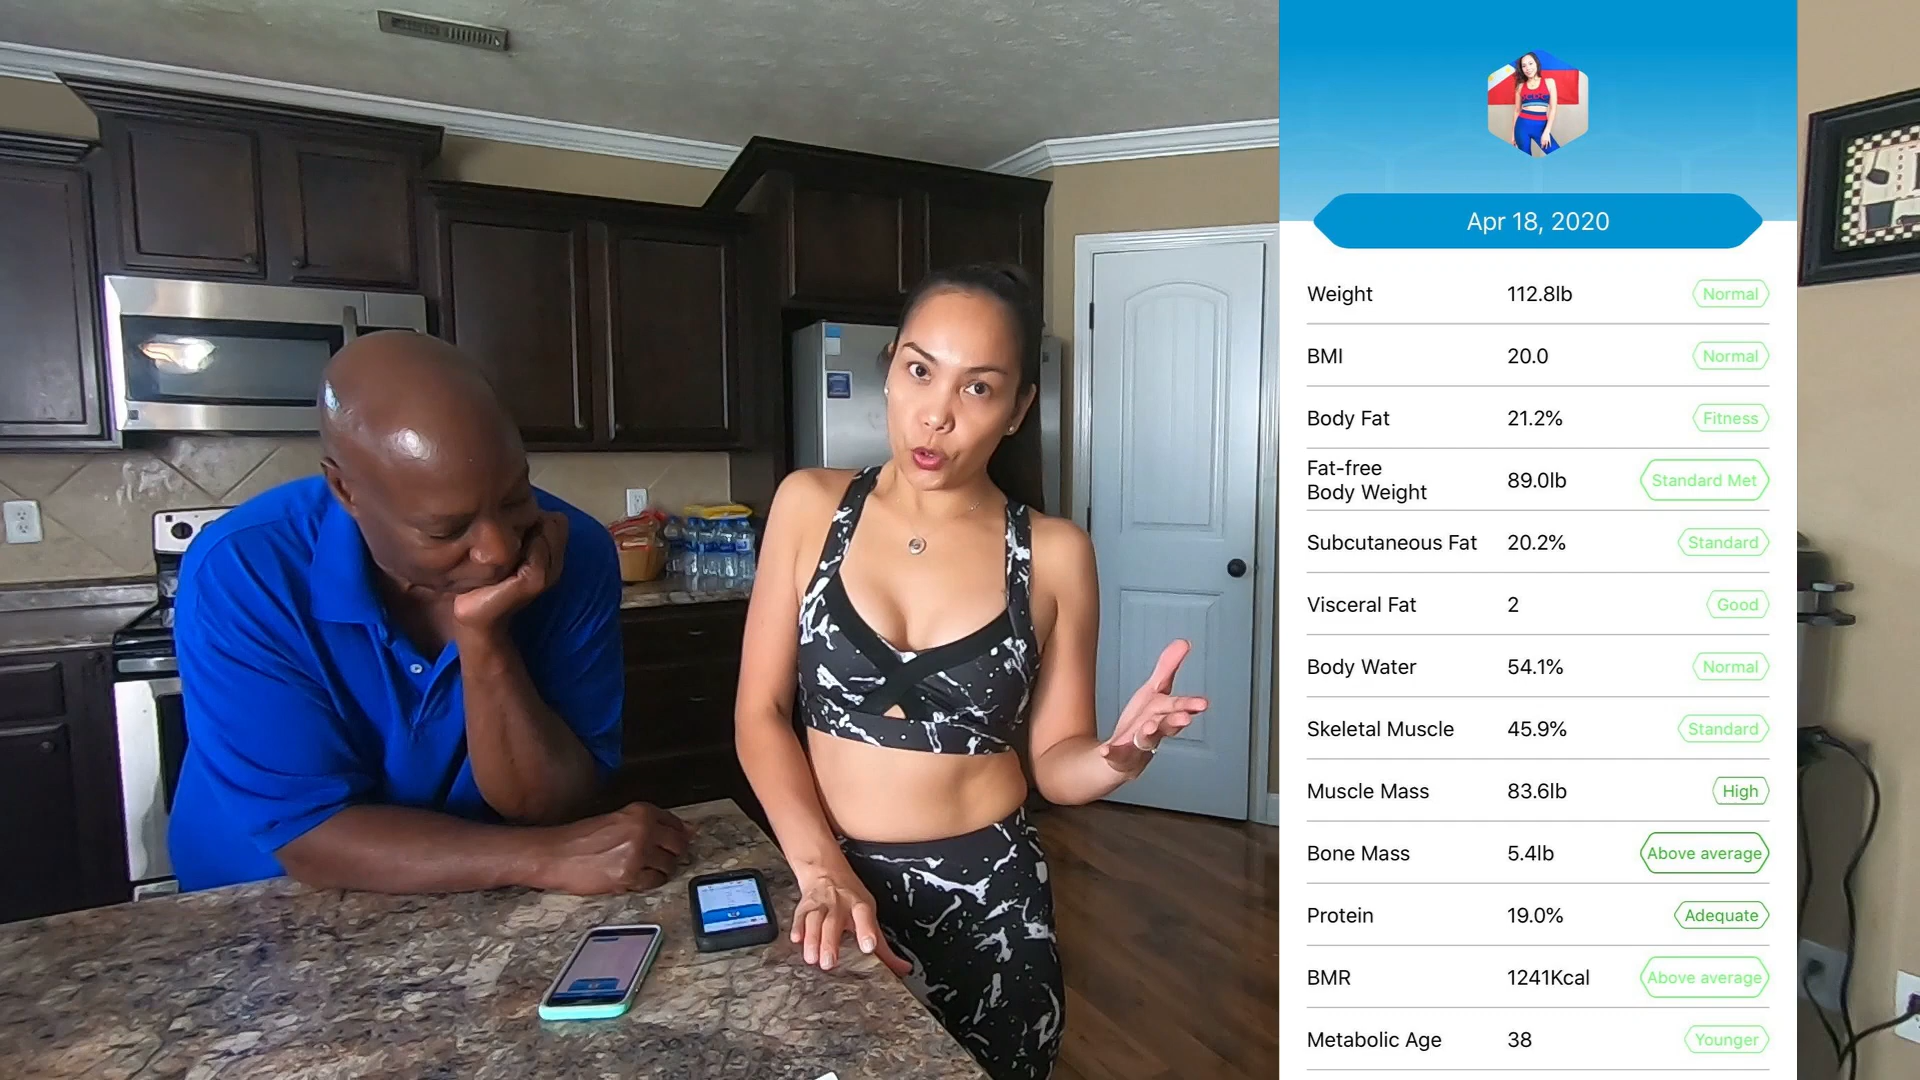 Apr 18, 2020
Weight 112.8lb Normal
BMI 20.0 Normal
Body Fat 21.2% Fitness
Fat-free
Body Weight 89.0lb Standard Met
Subcutaneous Fat 20.2% Standard
Visceral Fat 2 Good
Body Water 54.1% Normal
Skeletal Muscle 45.9% Standard
Muscle Mass 83.6lb High
Bone Mass 5.4lb Above average
Protein 19.0% Adequate
BMR 1241Kcal Above average
Metabolic Age 38 Younger